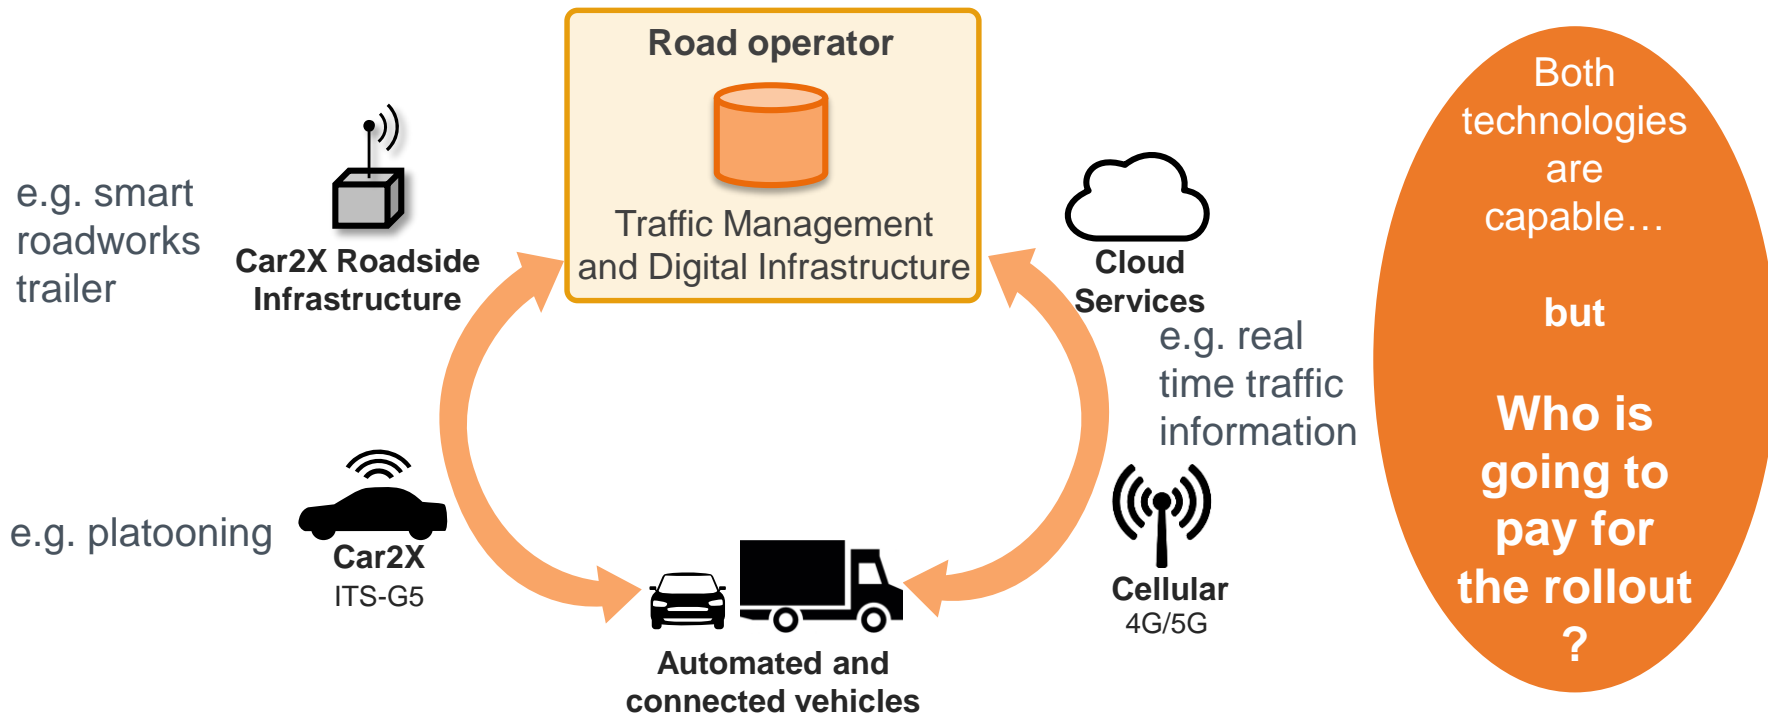 Road operator
Traffic Management
and Digital Infrastructure
e.g. smart
roadworks
trailer
Car2X Roadside
Infrastructure
e.g. platooning
Car2X
ITS-G5
Automated and
connected vehicles
Cloud
Services
e.g. real
time traffic
information
Cellular
4G/5G
Both
technologies
are
capable…
but
Who is
going to
pay for
the rollout
?